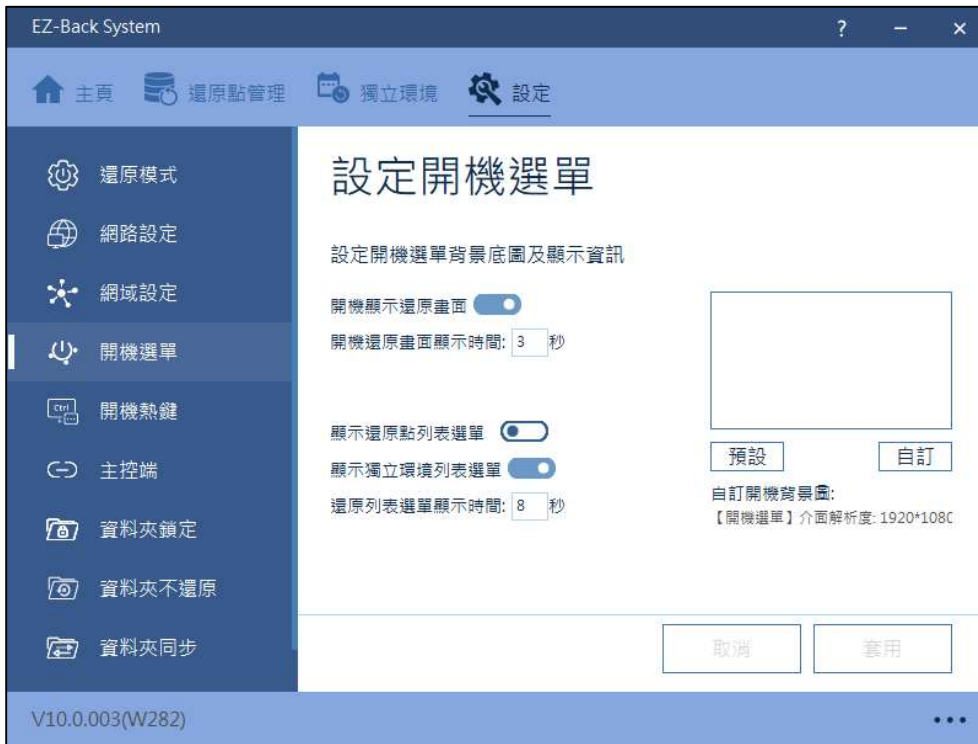 EZ-Back System
? – ×
主頁 還原點管理 獨立環境 設定
還原模式
網路設定
網域設定
開機選單
Ctrl
開機熱鍵
主控端
資料夾鎖定
資料夾不還原
資料夾同步
設定開機選單
設定開機選單背景底圖及顯示資訊
開機顯示還原畫面
開機還原畫面顯示時間: 3 秒
顯示還原點列表選單
顯示獨立環境列表選單
還原列表選單顯示時間: 8 秒
預設 自訂
自訂開機背景圖:
【開機選單】介面解析度: 1920*1080
取消 套用
V10.0.003(W282)